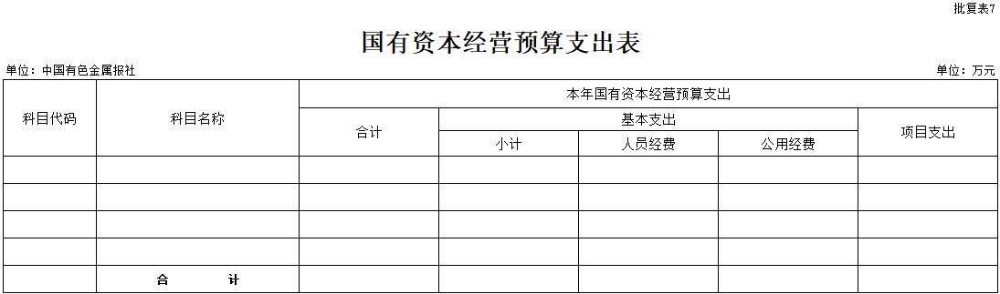 批复表7
国有资本经营预算支出表
单位：中国有色金属报社 单位：万元
科目代码 科目名称 本年国有资本经营预算支出
合计 基本支出 项目支出
小计 人员经费 公用经费
合 计